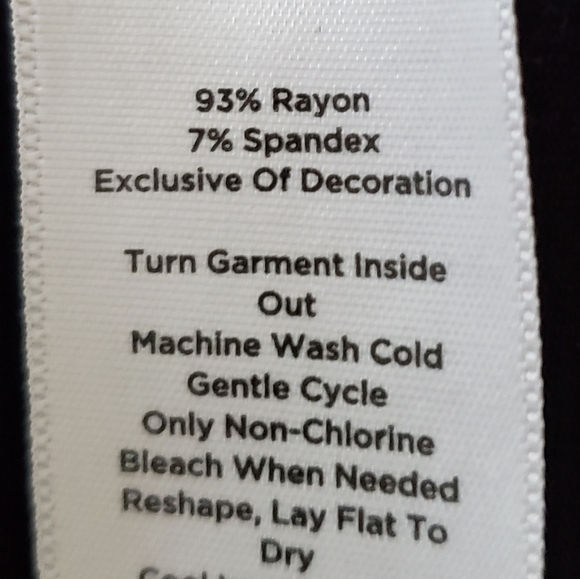 93% Rayon
7% Spandex
Exclusive Of Decoration
Turn Garment Inside
Out
Machine Wash Cold
Gentle Cycle
Only Non-Chlorine
Bleach When Needed
Reshape, Lay Flat To
Dry